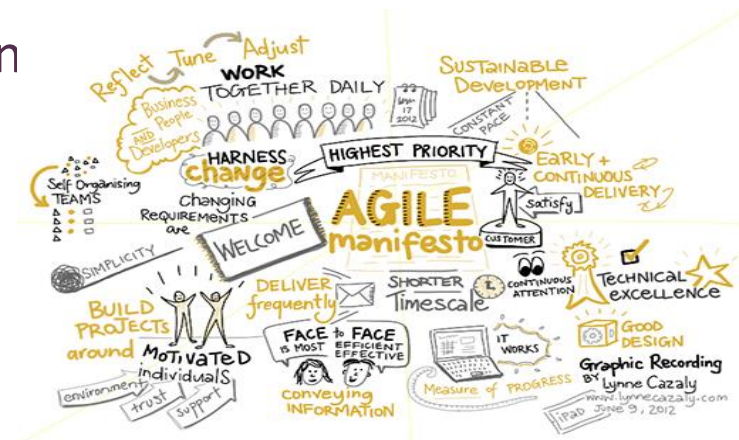 n
Reflect Tune Adjust
WORK
TOGETHER DAILY
Business
People
AND
Developers
17
2012
SUSTAINABLE
DEVELOPMENT
CONSTANT
PACE
HARNESS
change
HIGHEST PRIORITY
MANIFESTO
AGILE
manifesto
EARLY +
CONTINUOUS
DELIVERY
satisfy
CUSTOMER
Self Organising
TEAMS
CHANGING
REQUIREMENTS
are
WELCOME
SIMPLICITY
BUILD
PROJECTS
around
MOTIVATED
individuals
environment
trust
support
DELIVER
frequently
SHORTER
Timescale
CONTINUOUS
ATTENTION
TECHNICAL
excellence
FACE to FACE
IS MOST EFFICIENT
EFFECTIVE
conveying
INFORMATION
IT
WORKS
Measure of PROGRESS
GOOD
DESIGN
Graphic Recording
BY Lynne Cazaly
www.lynnecazaly.com
iPad JUNE 9, 2012